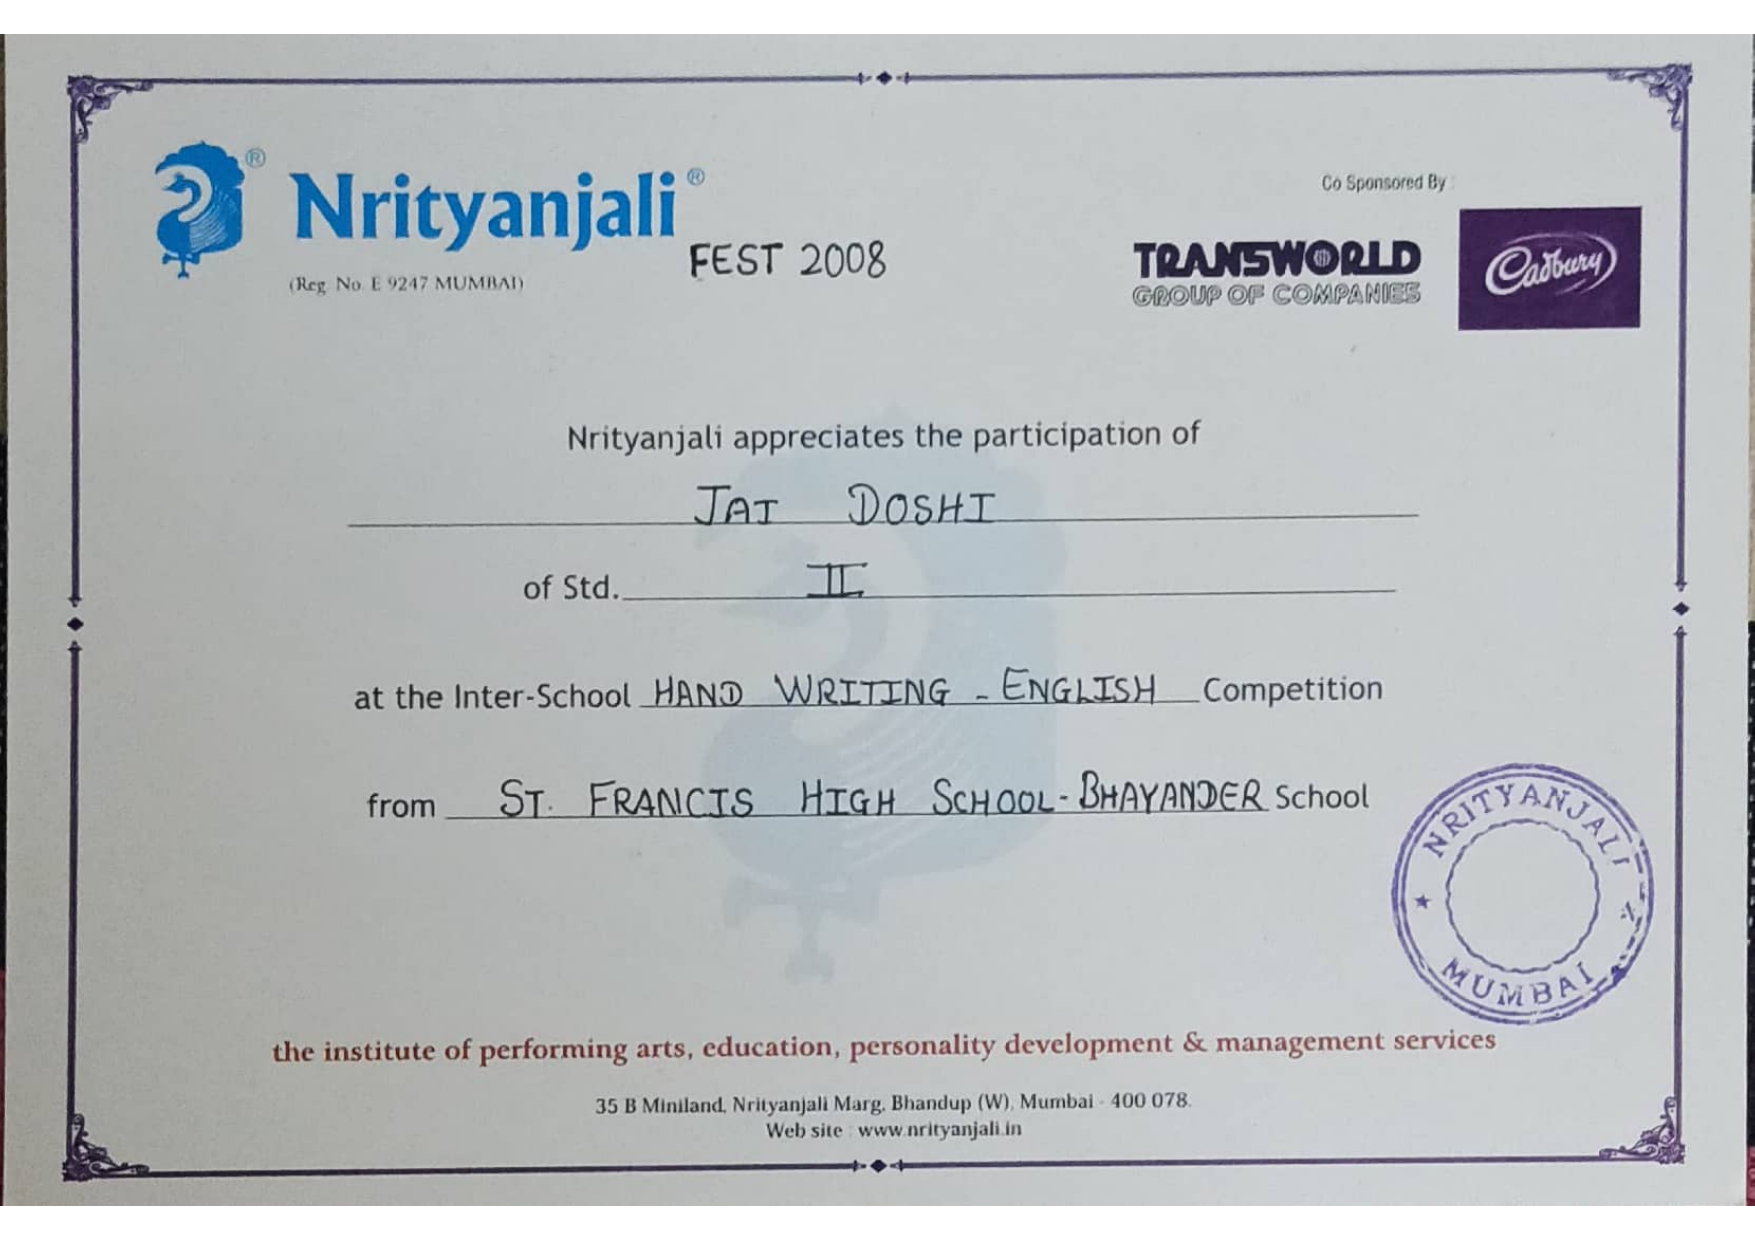 Nrityanjali®
FEST 2008
(Reg. No. E 9247 MUMBAI)
Co Sponsored By :
TRANSWORLD
GROUP OF COMPANIES
Cadbury
Nrityanjali appreciates the participation of
JAI DOSHI
of Std. II
at the Inter-School HAND WRITING - ENGLISH Competition
from ST. FRANCIS HIGH SCHOOL - BHAYANDER School
NRITYANJALI
MUMBAI
the institute of performing arts, education, personality development & management services
35 B Miniland, Nrityanjali Marg, Bhandup (W), Mumbai - 400 078.
Web site : www.nrityanjali.in